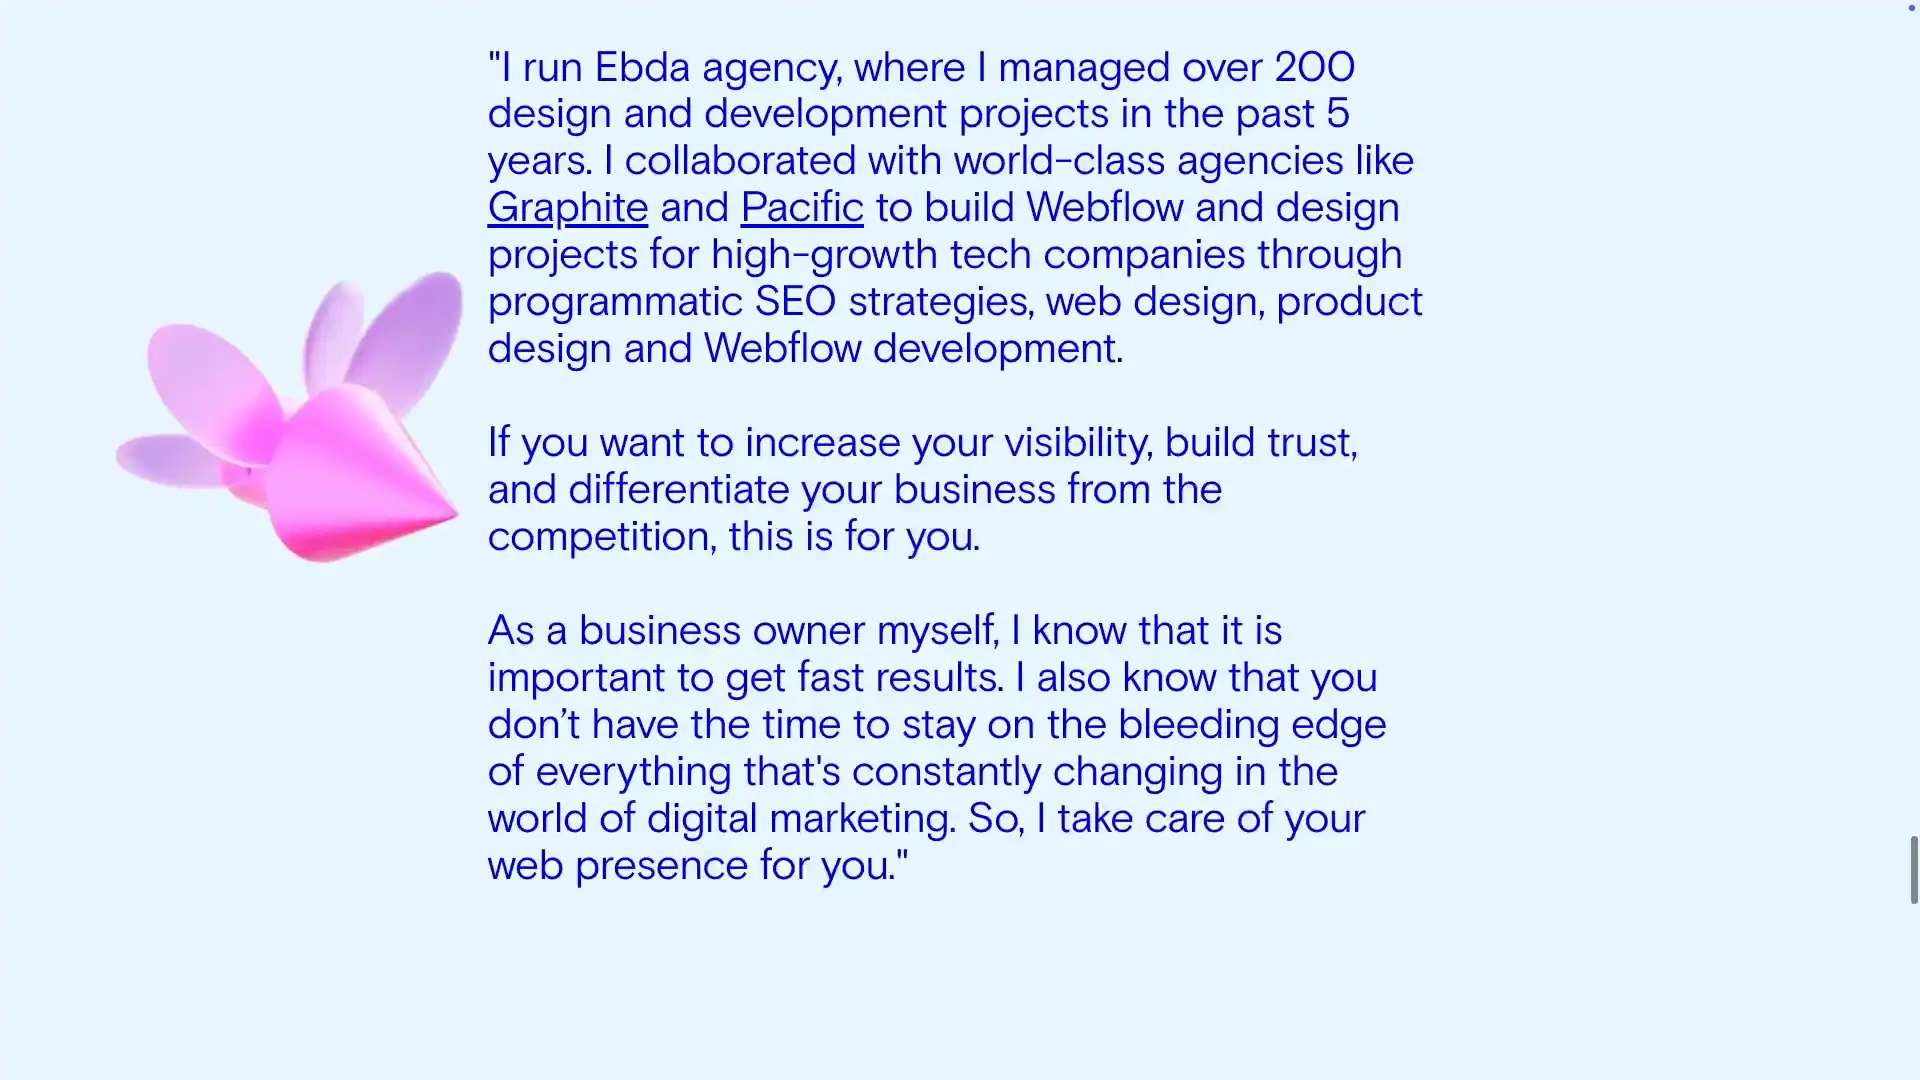 "I run Ebda agency, where I managed over 200
design and development projects in the past 5
years. I collaborated with world-class agencies like
Graphite and Pacific to build Webflow and design
projects for high-growth tech companies through
programmatic SEO strategies, web design, product
design and Webflow development.
If you want to increase your visibility, build trust,
and differentiate your business from the
competition, this is for you.
As a business owner myself, I know that it is
important to get fast results. I also know that you
don’t have the time to stay on the bleeding edge
of everything that's constantly changing in the
world of digital marketing. So, I take care of your
web presence for you."